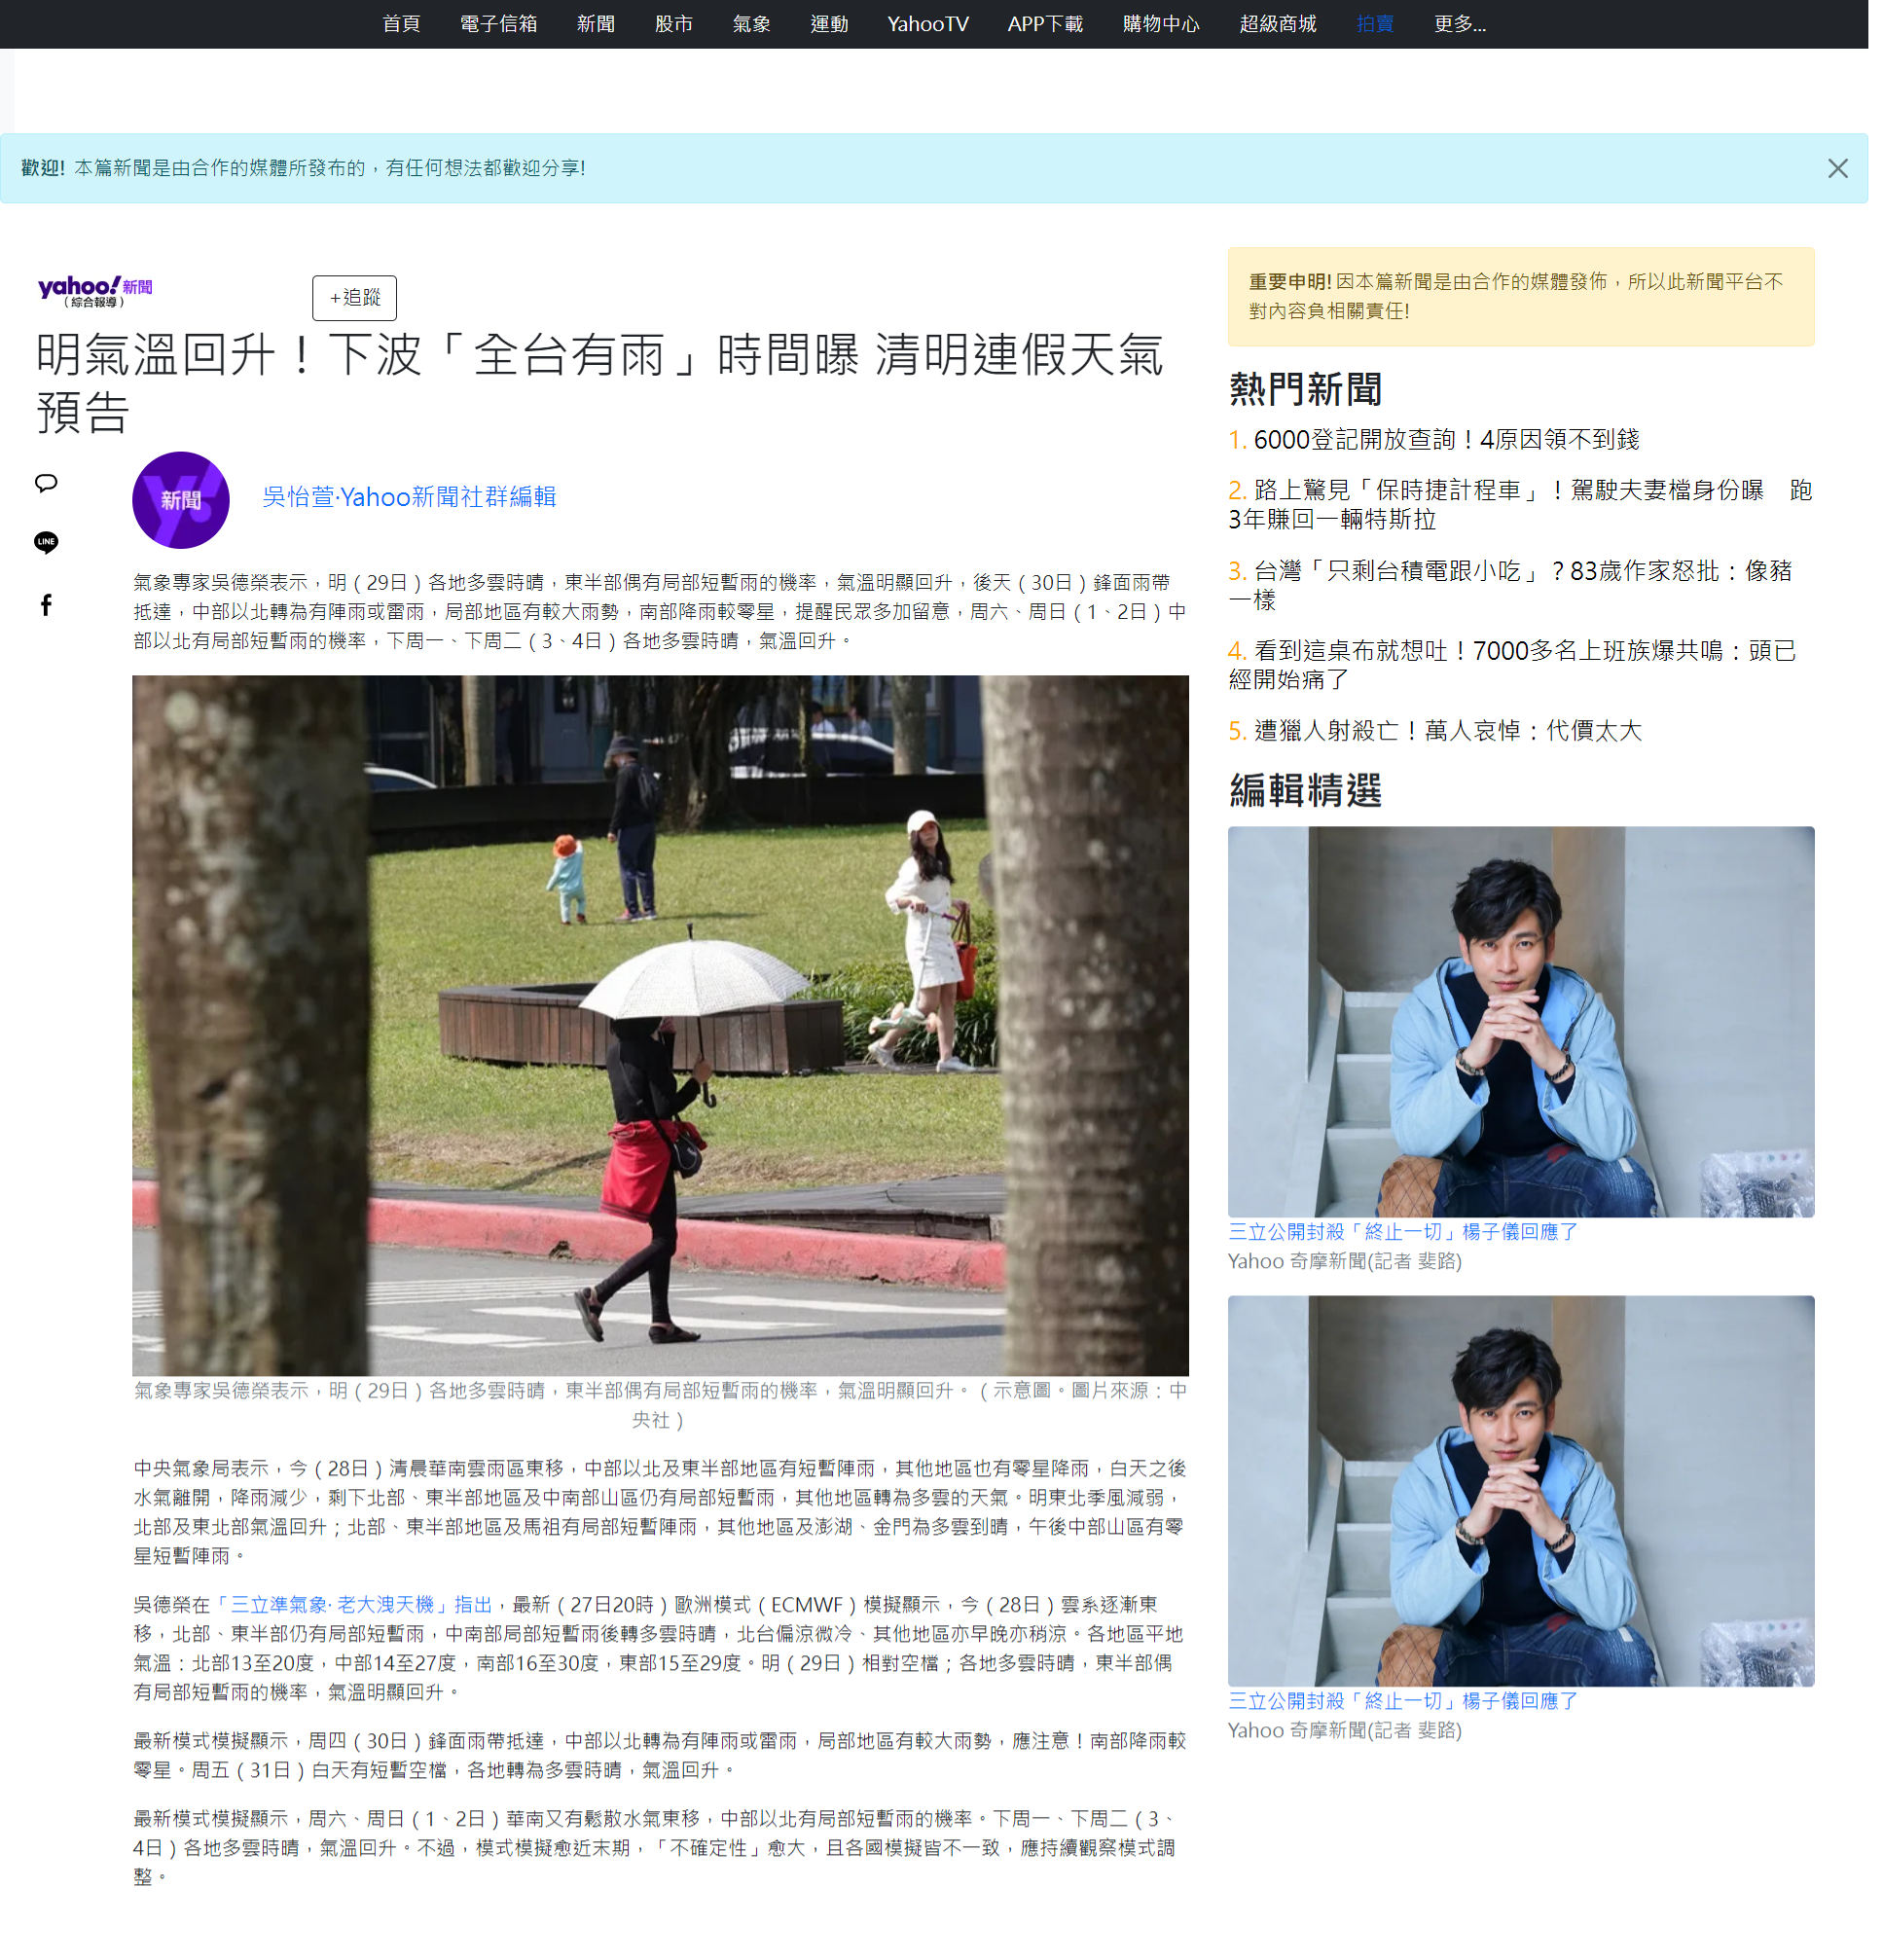 首頁 電子信箱 新聞 股市 氣象 運動 YahooTV APP下載 購物中心 超級商城 拍賣 更多...
歡迎! 本篇新聞是由合作的媒體所發布的，有任何想法都歡迎分享!
yahoo!新聞
（綜合報導）
+追蹤
明氣溫回升！下波「全台有雨」時間曝 清明連假天氣
預告
新聞
吳怡萱·Yahoo新聞社群編輯
LINE
氣象專家吳德榮表示，明（29日）各地多雲時晴，東半部偶有局部短暫雨的機率，氣溫明顯回升，後天（30日）鋒面雨帶
抵達，中部以北轉為有陣雨或雷雨，局部地區有較大雨勢，南部降雨較零星，提醒民眾多加留意，周六、周日（1、2日）中
部以北有局部短暫雨的機率，下周一、下周二（3、4日）各地多雲時晴，氣溫回升。
氣象專家吳德榮表示，明（29日）各地多雲時晴，東半部偶有局部短暫雨的機率，氣溫明顯回升。（示意圖。圖片來源：中
央社）
中央氣象局表示，今（28日）清晨華南雲雨區東移，中部以北及東半部地區有短暫陣雨，其他地區也有零星降雨，白天之後
水氣離開，降雨減少，剩下北部、東半部地區及中南部山區仍有局部短暫雨，其他地區轉為多雲的天氣。明東北季風減弱，
北部及東北部氣溫回升；北部、東半部地區及馬祖有局部短暫陣雨，其他地區及澎湖、金門為多雲到晴，午後中部山區有零
星短暫陣雨。
吳德榮在「三立準氣象· 老大洩天機」指出，最新（27日20時）歐洲模式（ECMWF）模擬顯示，今（28日）雲系逐漸東
移，北部、東半部仍有局部短暫雨，中南部局部短暫雨後轉多雲時晴，北台偏涼微冷、其他地區亦早晚亦稍涼。各地區平地
氣溫：北部13至20度，中部14至27度，南部16至30度，東部15至29度。明（29日）相對空檔；各地多雲時晴，東半部偶
有局部短暫雨的機率，氣溫明顯回升。
最新模式模擬顯示，周四（30日）鋒面雨帶抵達，中部以北轉為有陣雨或雷雨，局部地區有較大雨勢，應注意！南部降雨較
零星。周五（31日）白天有短暫空檔，各地轉為多雲時晴，氣溫回升。
最新模式模擬顯示，周六、周日（1、2日）華南又有鬆散水氣東移，中部以北有局部短暫雨的機率。下周一、下周二（3、
4日）各地多雲時晴，氣溫回升。不過，模式模擬愈近末期，「不確定性」愈大，且各國模擬皆不一致，應持續觀察模式調
整。
重要申明! 因本篇新聞是由合作的媒體發佈，所以此新聞平台不
對內容負相關責任!
熱門新聞
1. 6000登記開放查詢！4原因領不到錢
2. 路上驚見「保時捷計程車」！駕駛夫妻檔身份曝　跑
3年賺回一輛特斯拉
3. 台灣「只剩台積電跟小吃」？83歲作家怒批：像豬
一樣
4. 看到這桌布就想吐！7000多名上班族爆共鳴：頭已
經開始痛了
5. 遭獵人射殺亡！萬人哀悼：代價太大
編輯精選
三立公開封殺「終止一切」楊子儀回應了
Yahoo 奇摩新聞(記者 斐路)
三立公開封殺「終止一切」楊子儀回應了
Yahoo 奇摩新聞(記者 斐路)